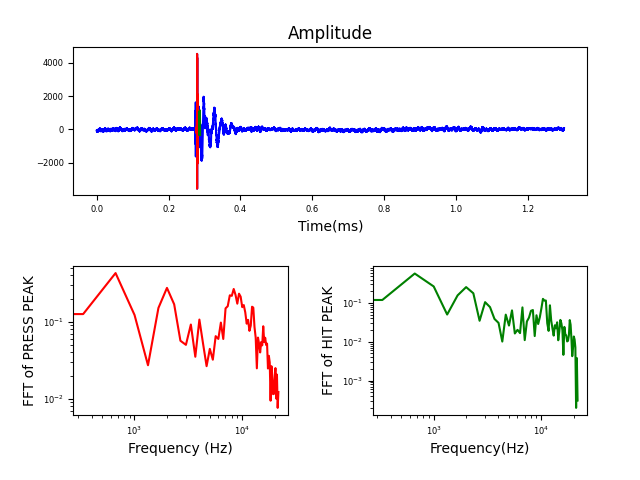 Amplitude
4000
2000
0
−2000
0.0 0.2 0.4 0.6 0.8 1.0 1.2
Time(ms)
FFT of PRESS PEAK
10⁻¹
10⁻²
10³ 10⁴
Frequency (Hz)
FFT of HIT PEAK
10⁻¹
10⁻²
10⁻³
10³ 10⁴
Frequency(Hz)